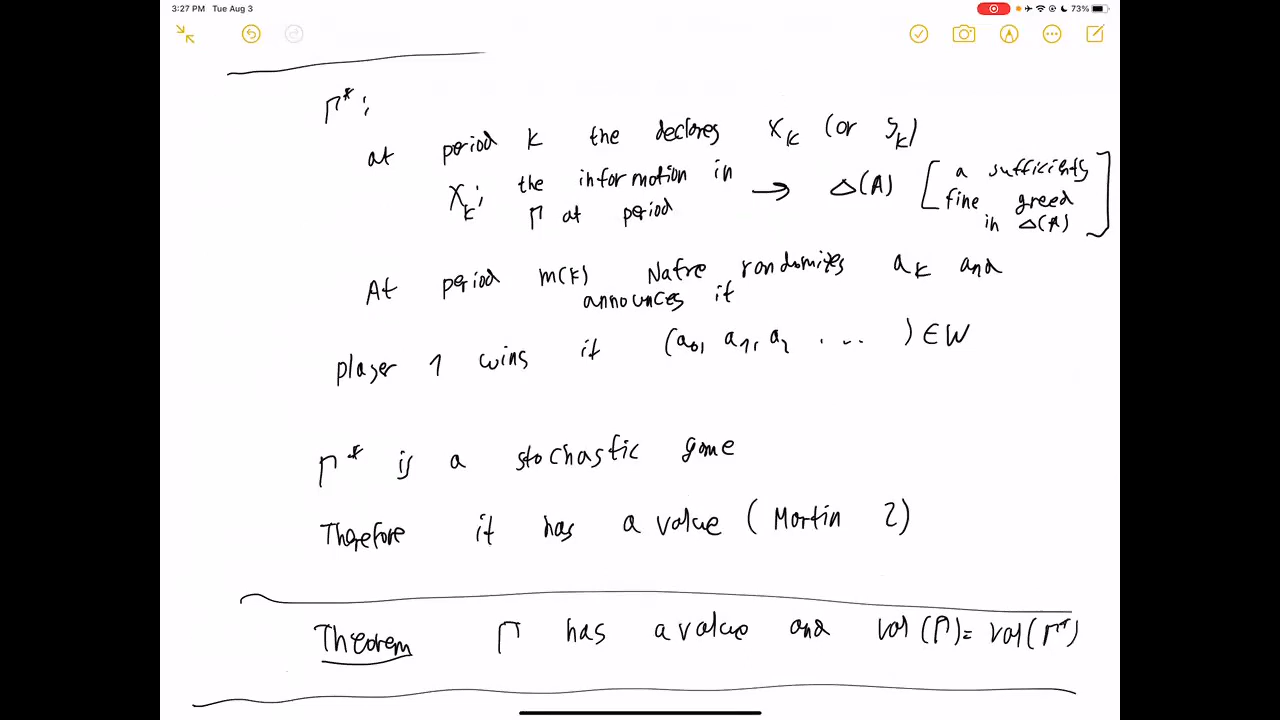 3:27 PM Tue Aug 3
73%
Γ*:
at period k the declares x_k (or s_k)
x_k: the information in Γ at period → Δ(A) [a sufficiently fine greed in Δ(A)]
At period m(k) Natre randomizes a_k and
announces it
player 1 wins if (a_0, a_1, a_2 . ...) ∈ W
Γ* is a stochastic game
Therefore it has a value (Martin 2)
Theorem Γ has a value and val(Γ) = val(Γ*)